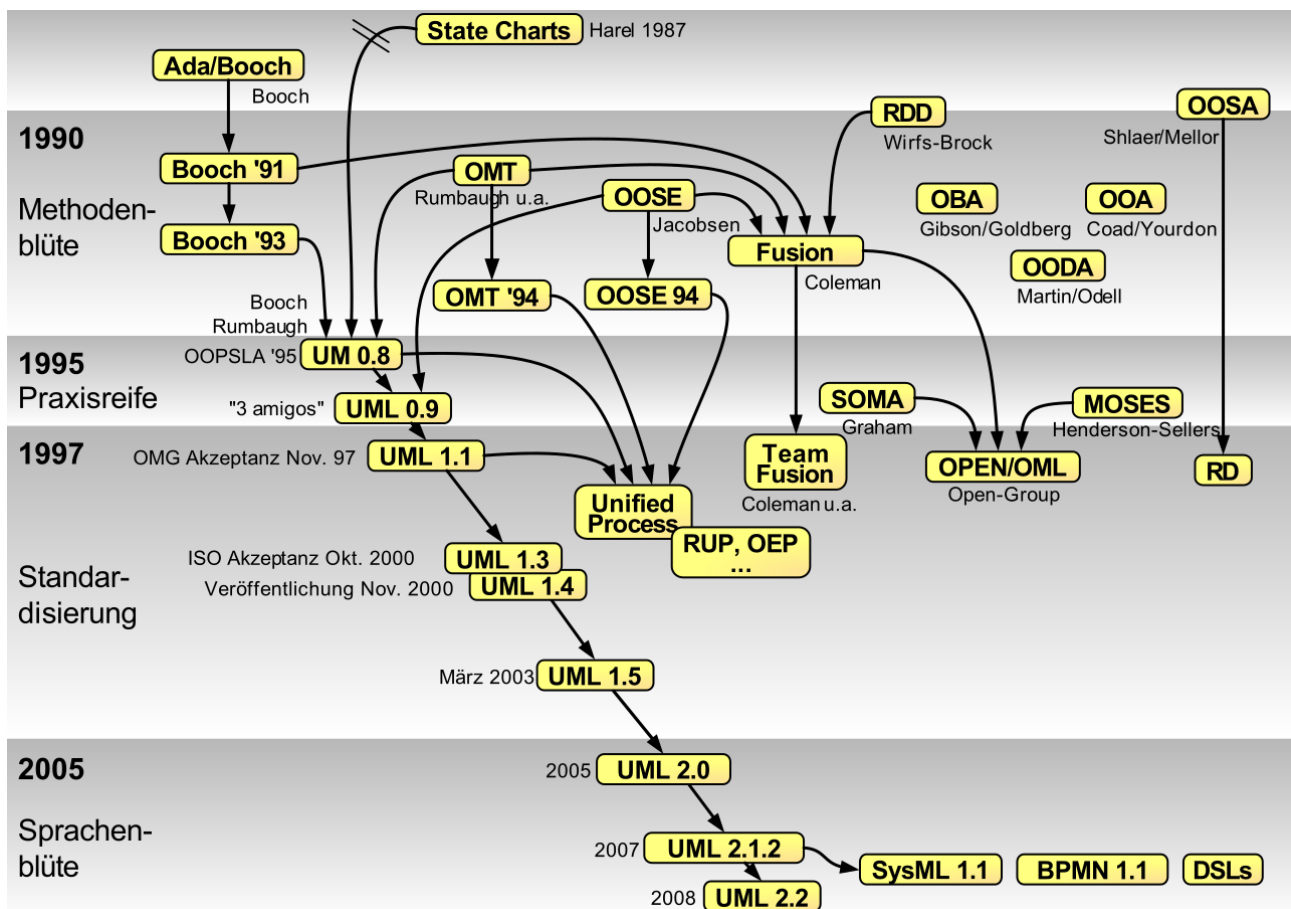 State Charts
Harel 1987
Ada/Booch
Booch
RDD
Wirfs-Brock
OOSA
Shlaer/Mellor
1990
Methoden-
blüte
Booch '91
OMT
Rumbaugh u.a.
OOSE
Jacobsen
OBA
Gibson/Goldberg
OOA
Coad/Yourdon
Booch '93
Fusion
Coleman
OODA
Martin/Odell
OMT '94
OOSE 94
Booch
Rumbaugh
OOPSLA '95
UM 0.8
1995
Praxisreife
"3 amigos"
UML 0.9
SOMA
Graham
MOSES
Henderson-Sellers
1997
OMG Akzeptanz Nov. 97
UML 1.1
Team
Fusion
Coleman u.a.
OPEN/OML
Open-Group
RD
Unified
Process
RUP, OEP
...
ISO Akzeptanz Okt. 2000
UML 1.3
Veröffentlichung Nov. 2000
UML 1.4
Standar-
disierung
März 2003
UML 1.5
2005
Sprachen-
blüte
2005
UML 2.0
2007
UML 2.1.2
SysML 1.1
BPMN 1.1
DSLs
2008
UML 2.2